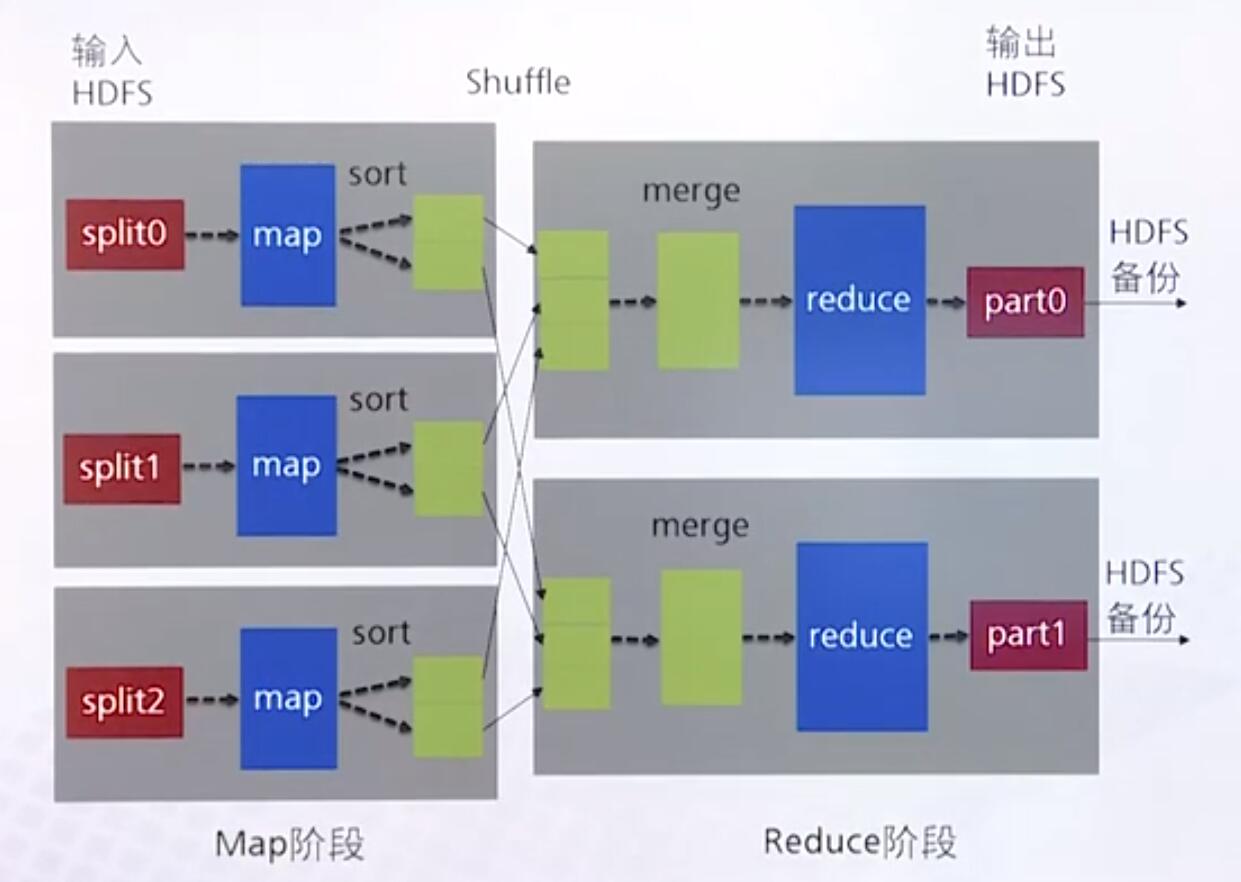 输入
HDFS
Shuffle
输出
HDFS
split0
map
sort
split1
map
sort
split2
map
sort
Map阶段
merge
reduce
part0
HDFS
备份
merge
reduce
part1
HDFS
备份
Reduce阶段